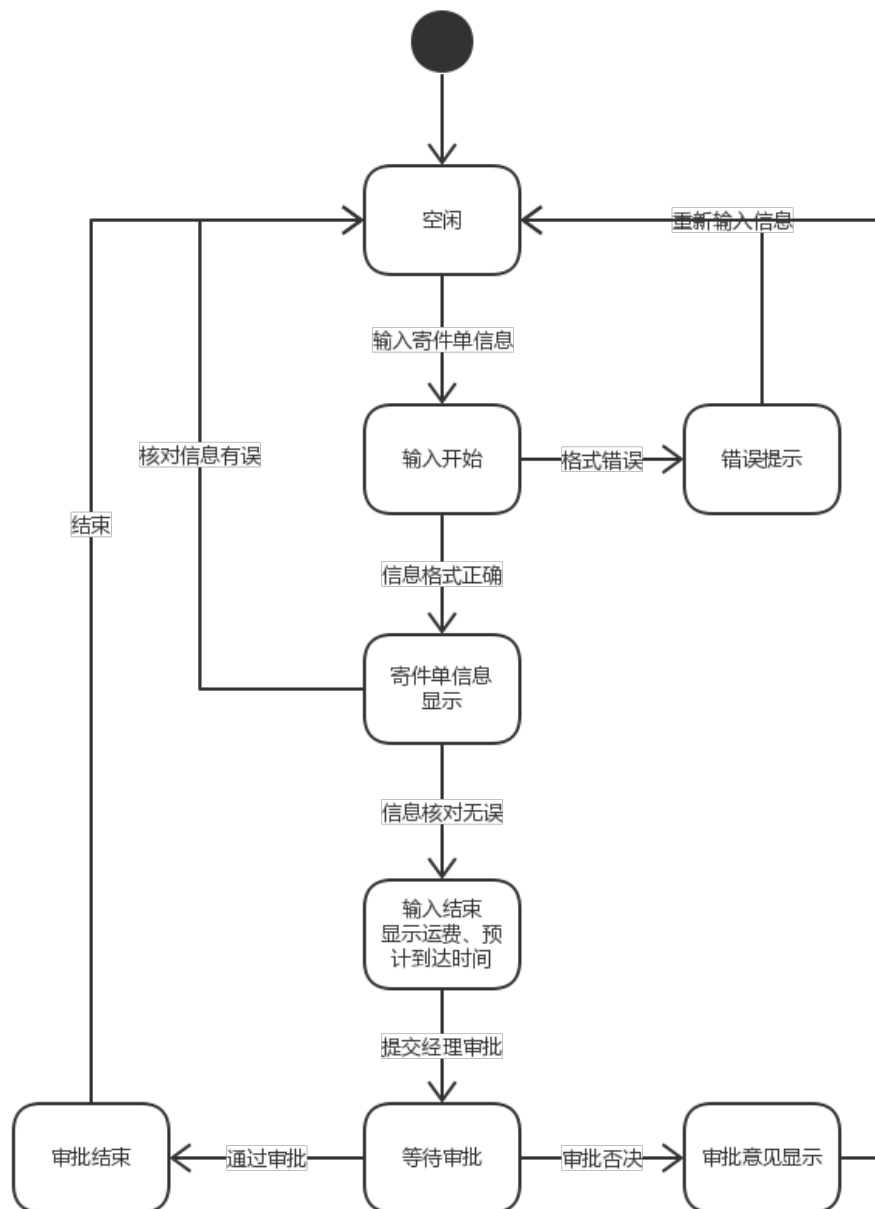 空闲
重新输入信息
输入寄件单信息
核对信息有误
输入开始
格式错误
错误提示
结束
信息格式正确
寄件单信息
显示
信息核对无误
输入结束
显示运费、预
计到达时间
提交经理审批
审批结束
通过审批
等待审批
审批否决
审批意见显示